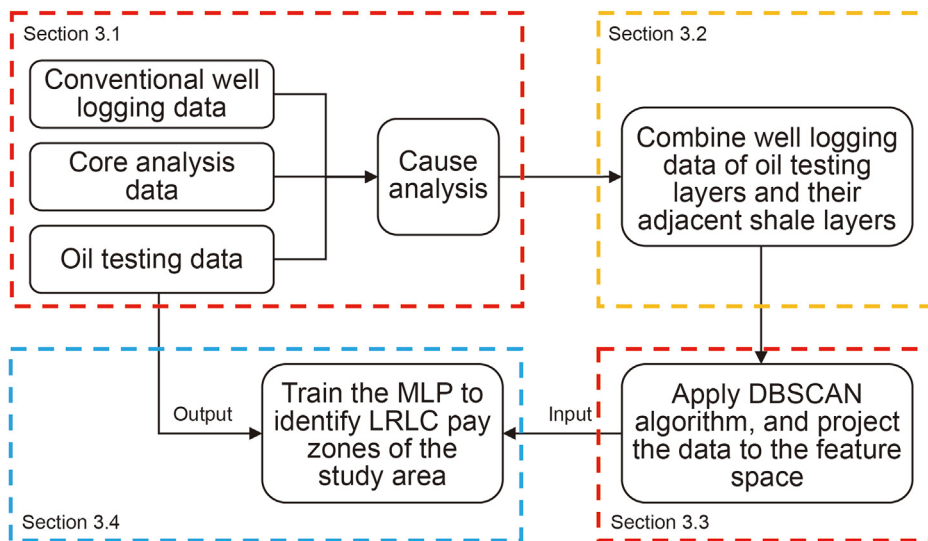 Section 3.1
Conventional well
logging data
Core analysis
data
Oil testing data
Cause
analysis
Section 3.2
Combine well logging
data of oil testing
layers and their
adjacent shale layers
Output
Train the MLP to
identify LRLC pay
zones of the
study area
Input
Apply DBSCAN
algorithm, and project
the data to the feature
space
Section 3.4
Section 3.3